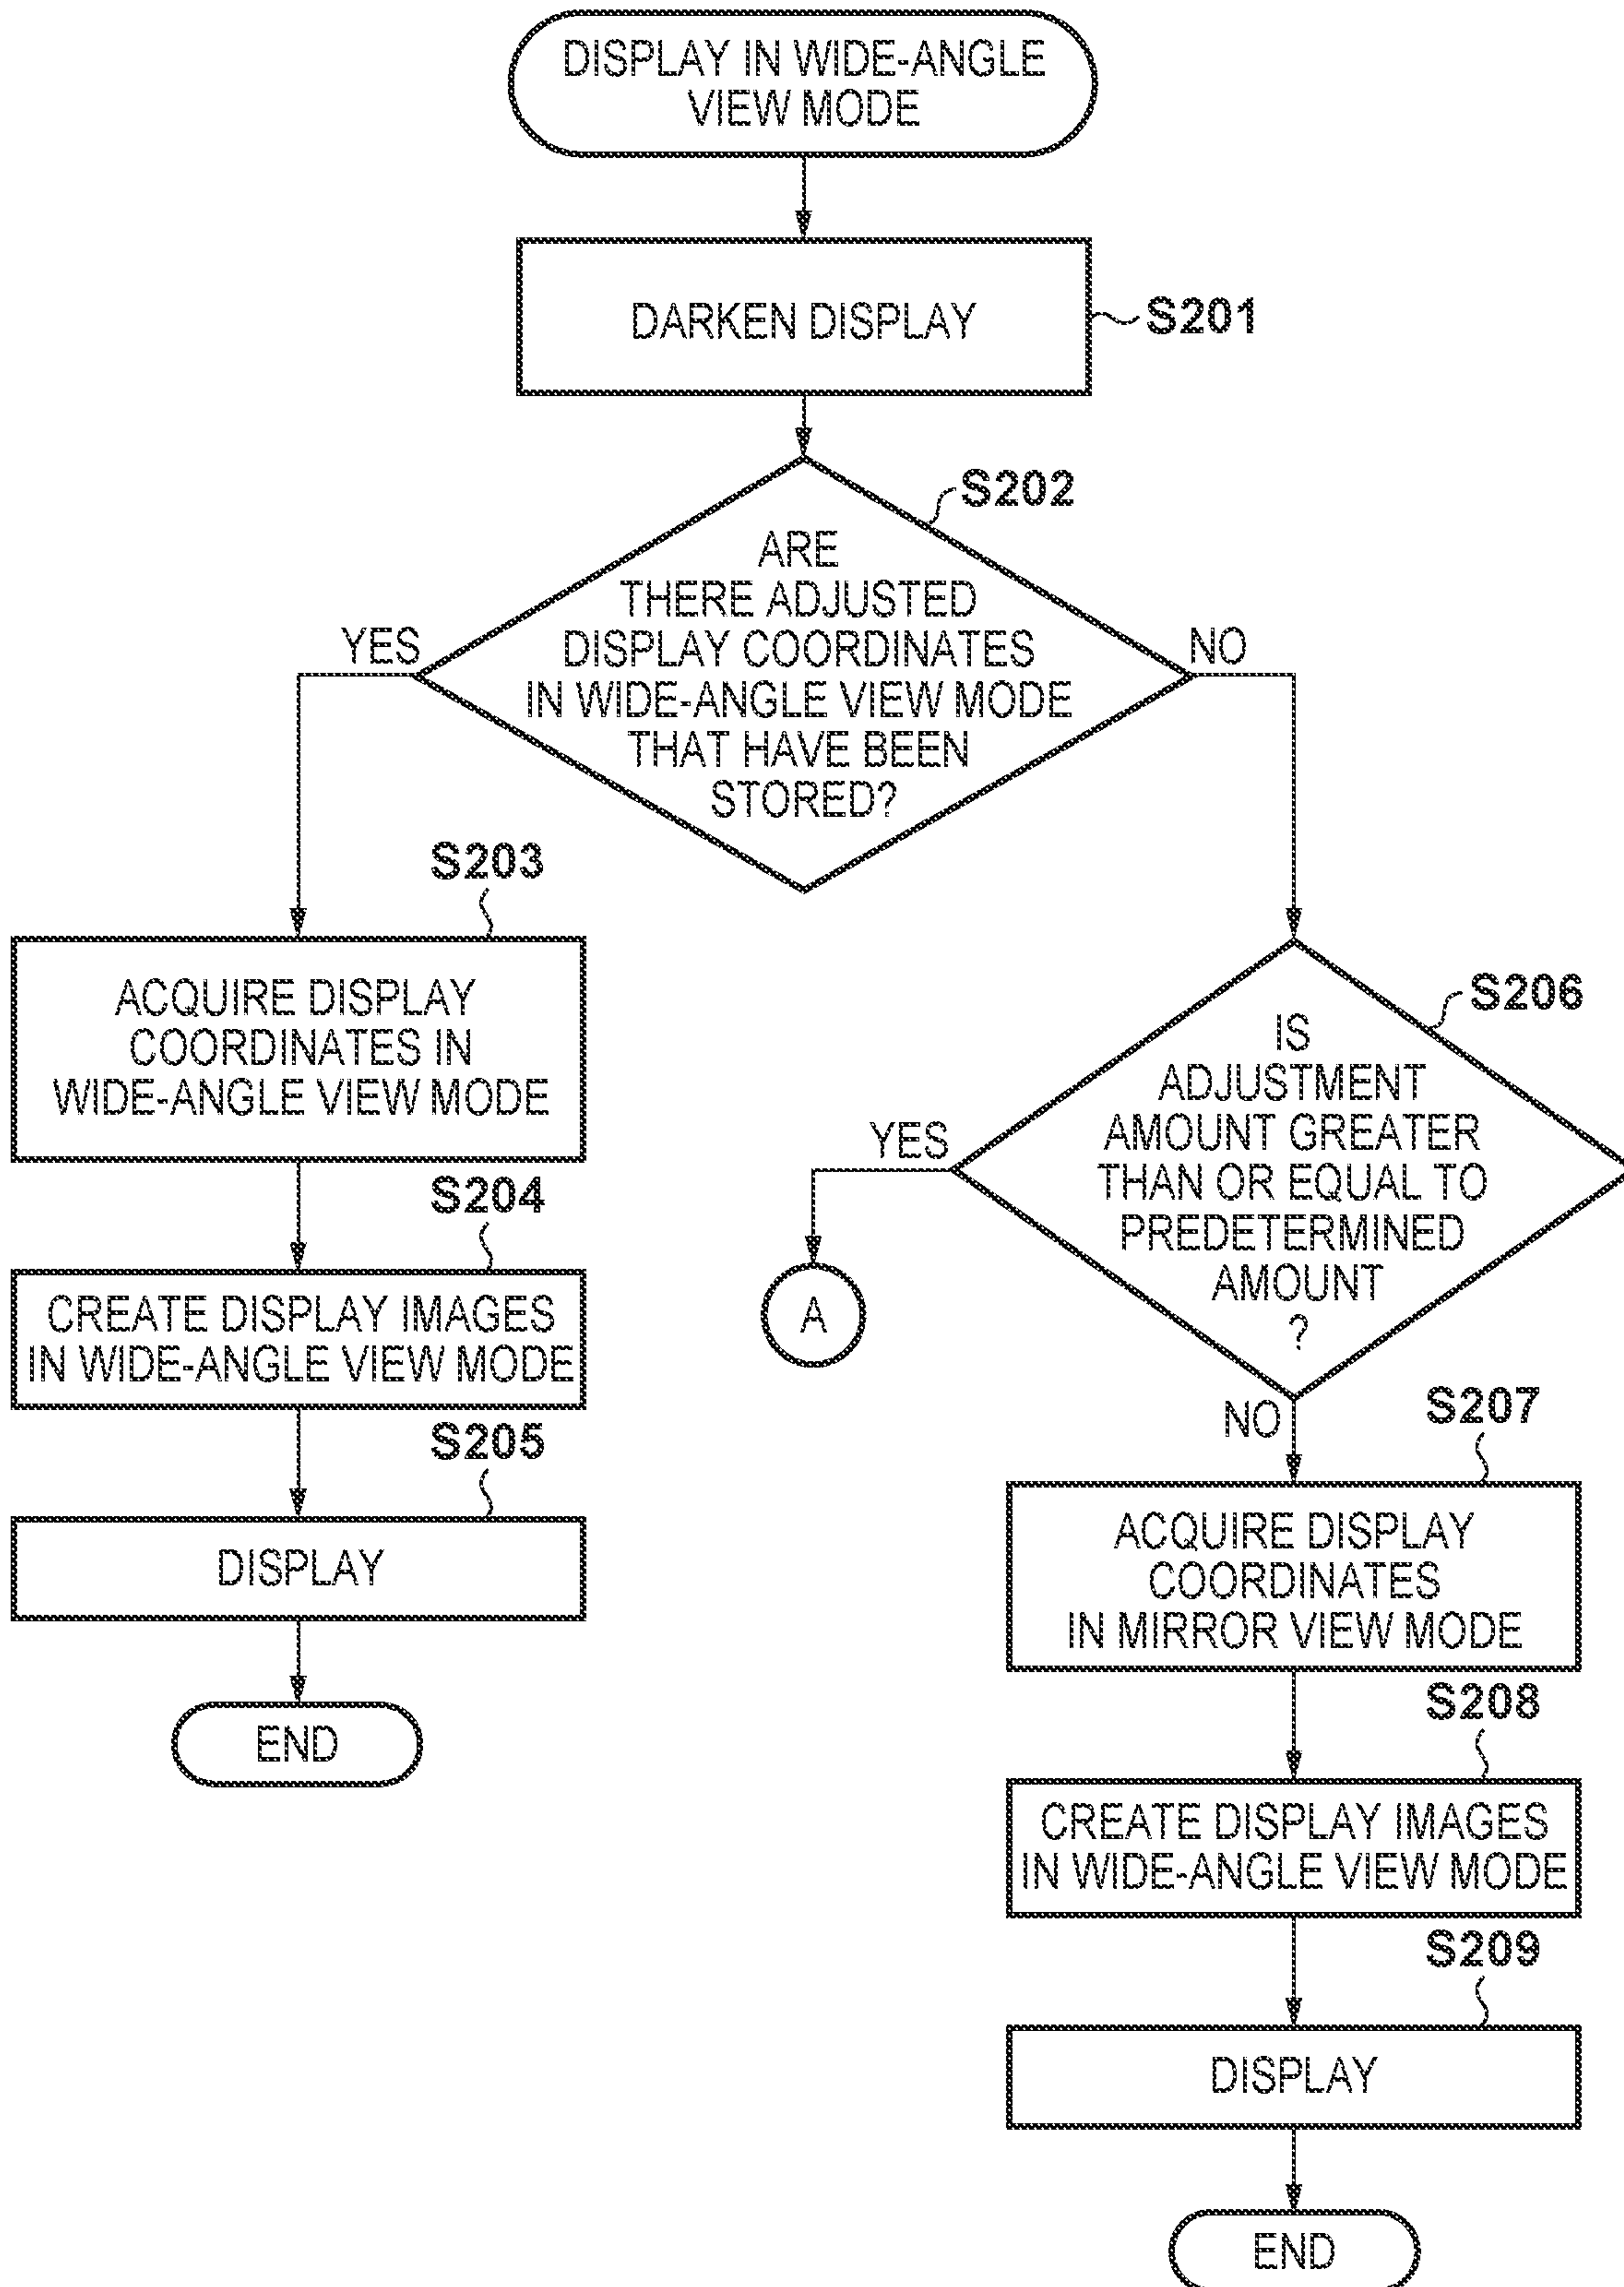 DISPLAY IN WIDE-ANGLE
VIEW MODE
DARKEN DISPLAY
S201
S202
ARE
THERE ADJUSTED
DISPLAY COORDINATES
IN WIDE-ANGLE VIEW MODE
THAT HAVE BEEN
STORED?
YES
NO
S203
ACQUIRE DISPLAY
COORDINATES IN
WIDE-ANGLE VIEW MODE
S204
CREATE DISPLAY IMAGES
IN WIDE-ANGLE VIEW MODE
S205
DISPLAY
END
S206
IS
ADJUSTMENT
AMOUNT GREATER
THAN OR EQUAL TO
PREDETERMINED
AMOUNT
?
YES
A
NO
S207
ACQUIRE DISPLAY
COORDINATES
IN MIRROR VIEW MODE
S208
CREATE DISPLAY IMAGES
IN WIDE-ANGLE VIEW MODE
S209
DISPLAY
END